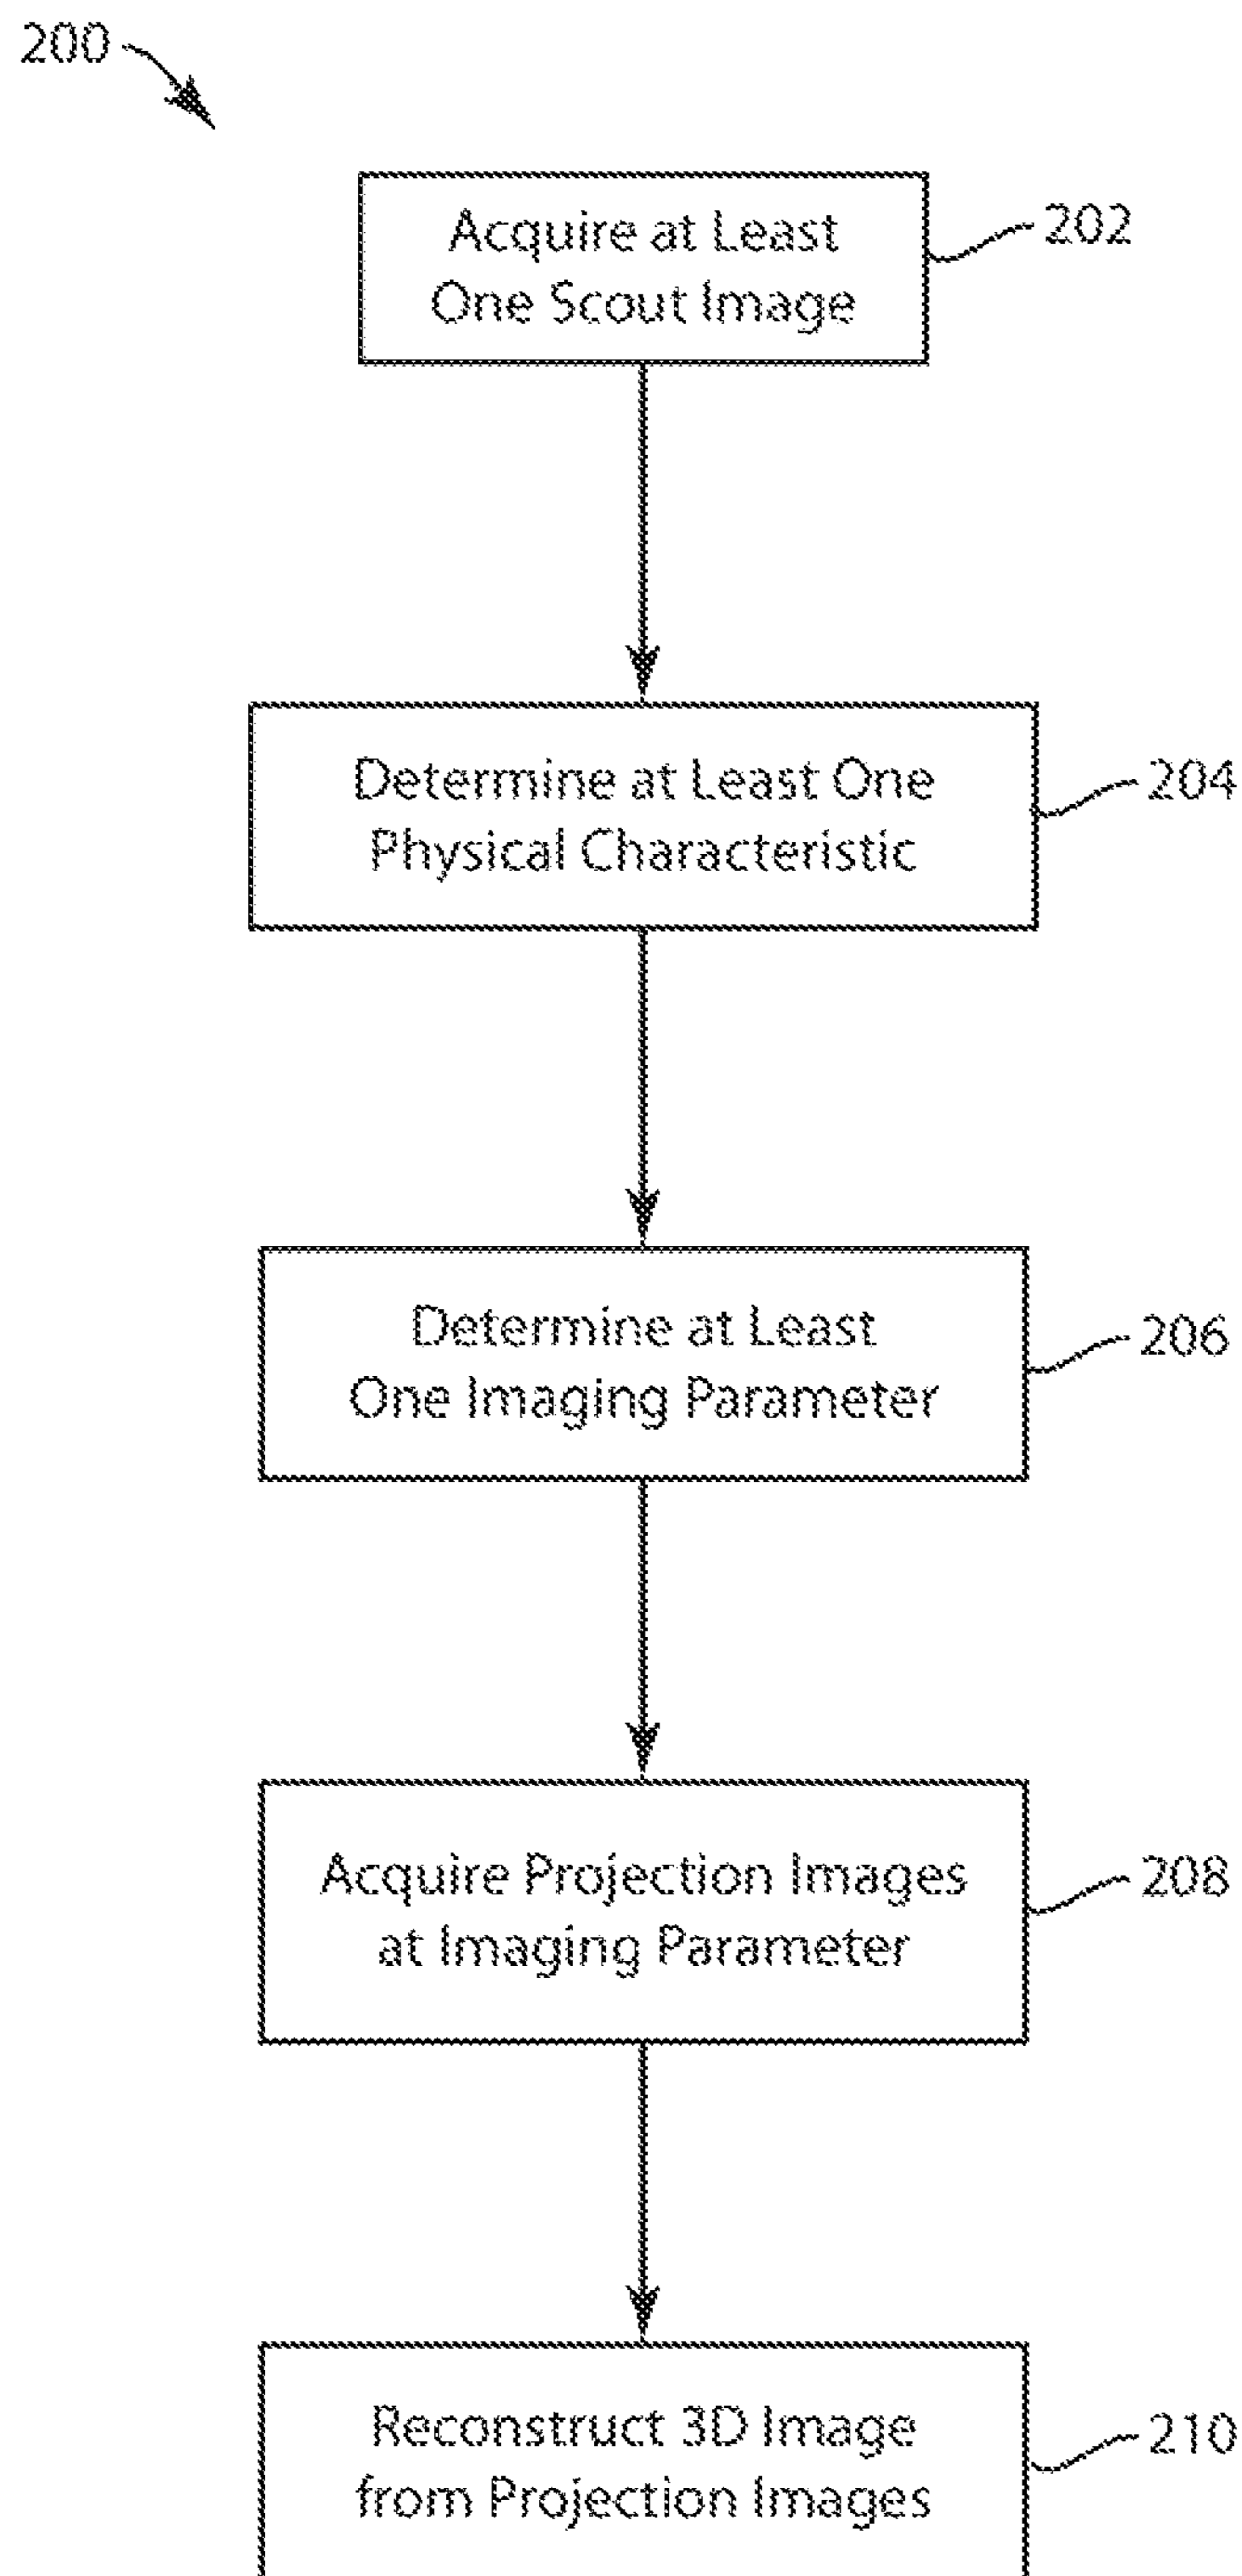 200
Acquire at Least
One Scout Image
202
Determine at Least One
Physical Characteristic
204
Determine at Least
One Imaging Parameter
206
Acquire Projection Images
at Imaging Parameter
208
Reconstruct 3D Image
from Projection Images
210